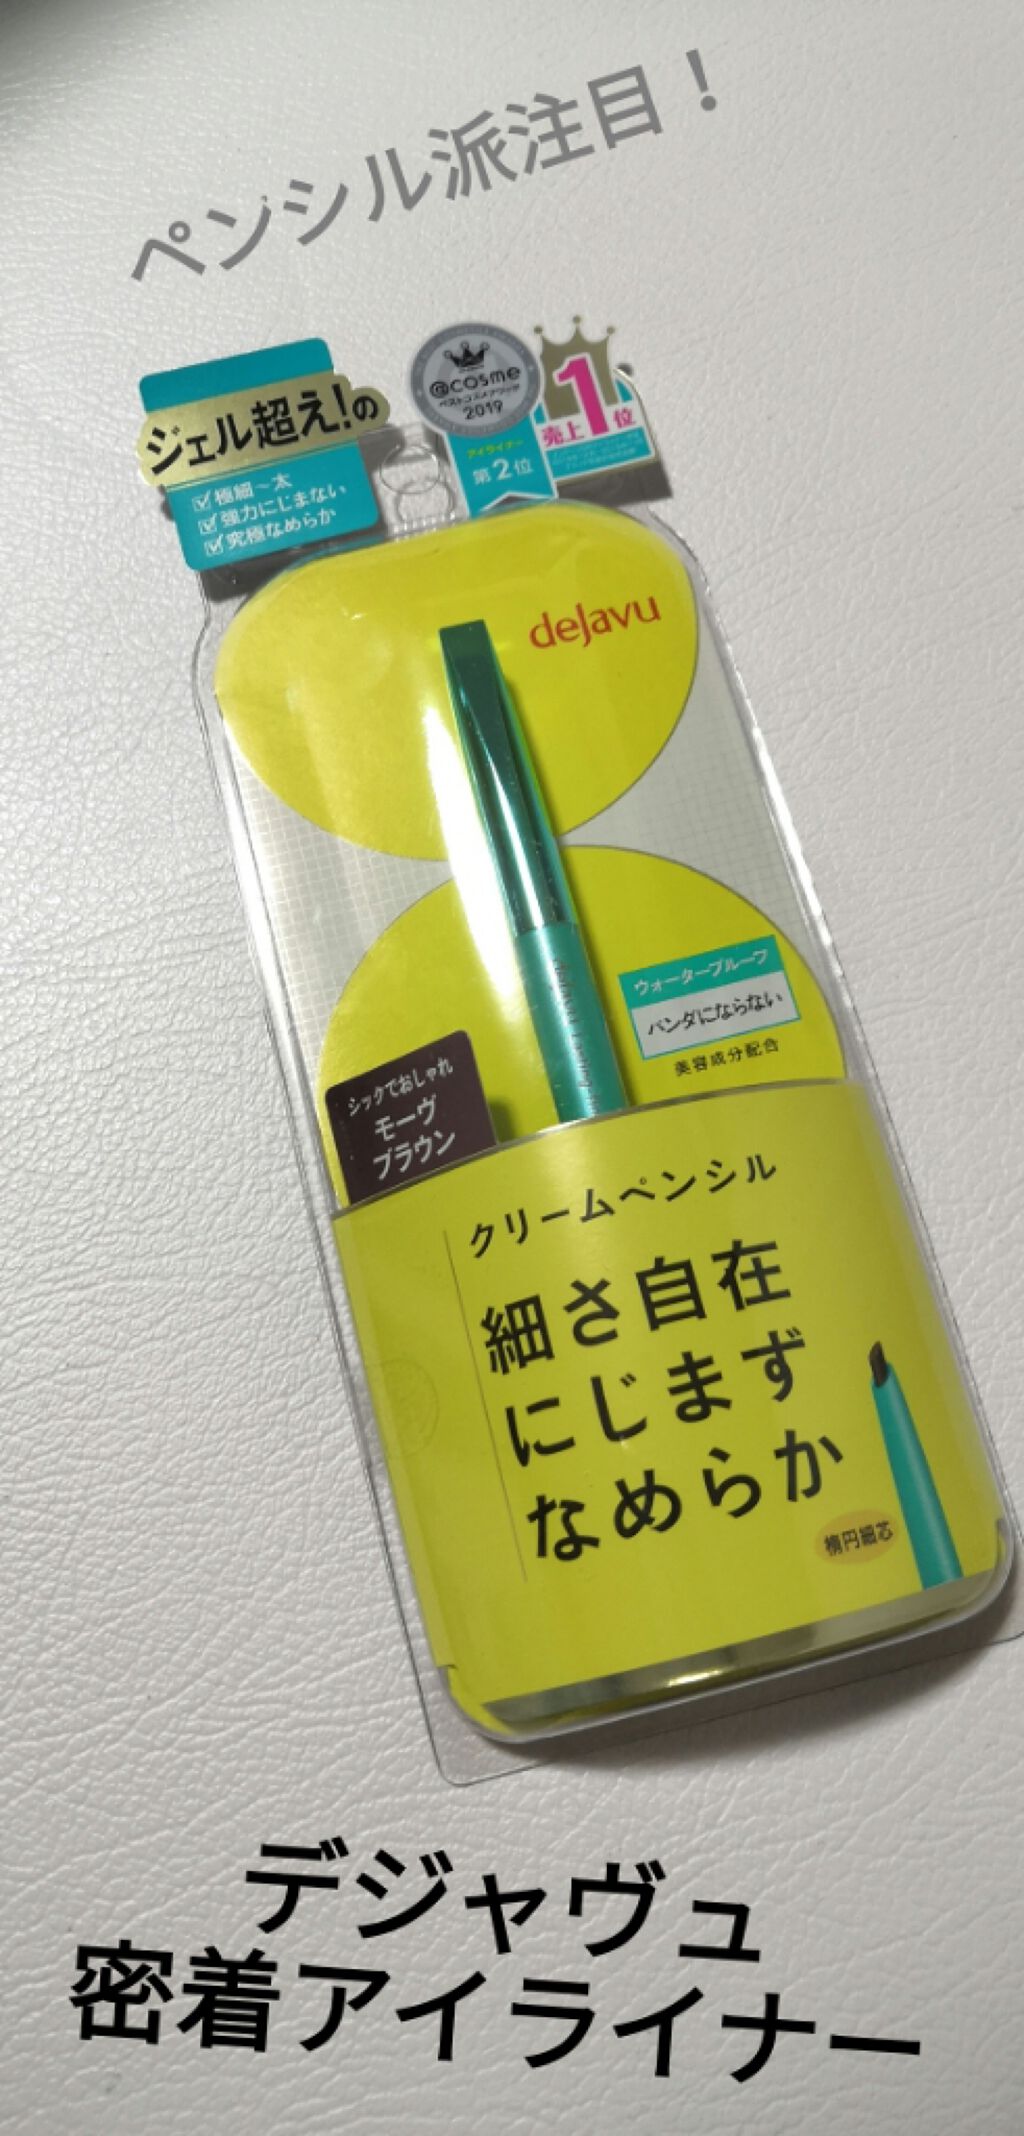 ペンシル派注目！
ジェル超え!の
極細～太
強力にじまない
究極なめらか
@cosme
ベストコスメアワード
2019
アイライナー
第2位
1
売上 位
dejavu
ウォータープルーフ
パンダにならない
美容成分配合
シックでおしゃれ
モーヴ
ブラウン
クリームペンシル
細さ自在
にじまず
なめらか
楕円細芯
デジャヴュ
密着アイライナー